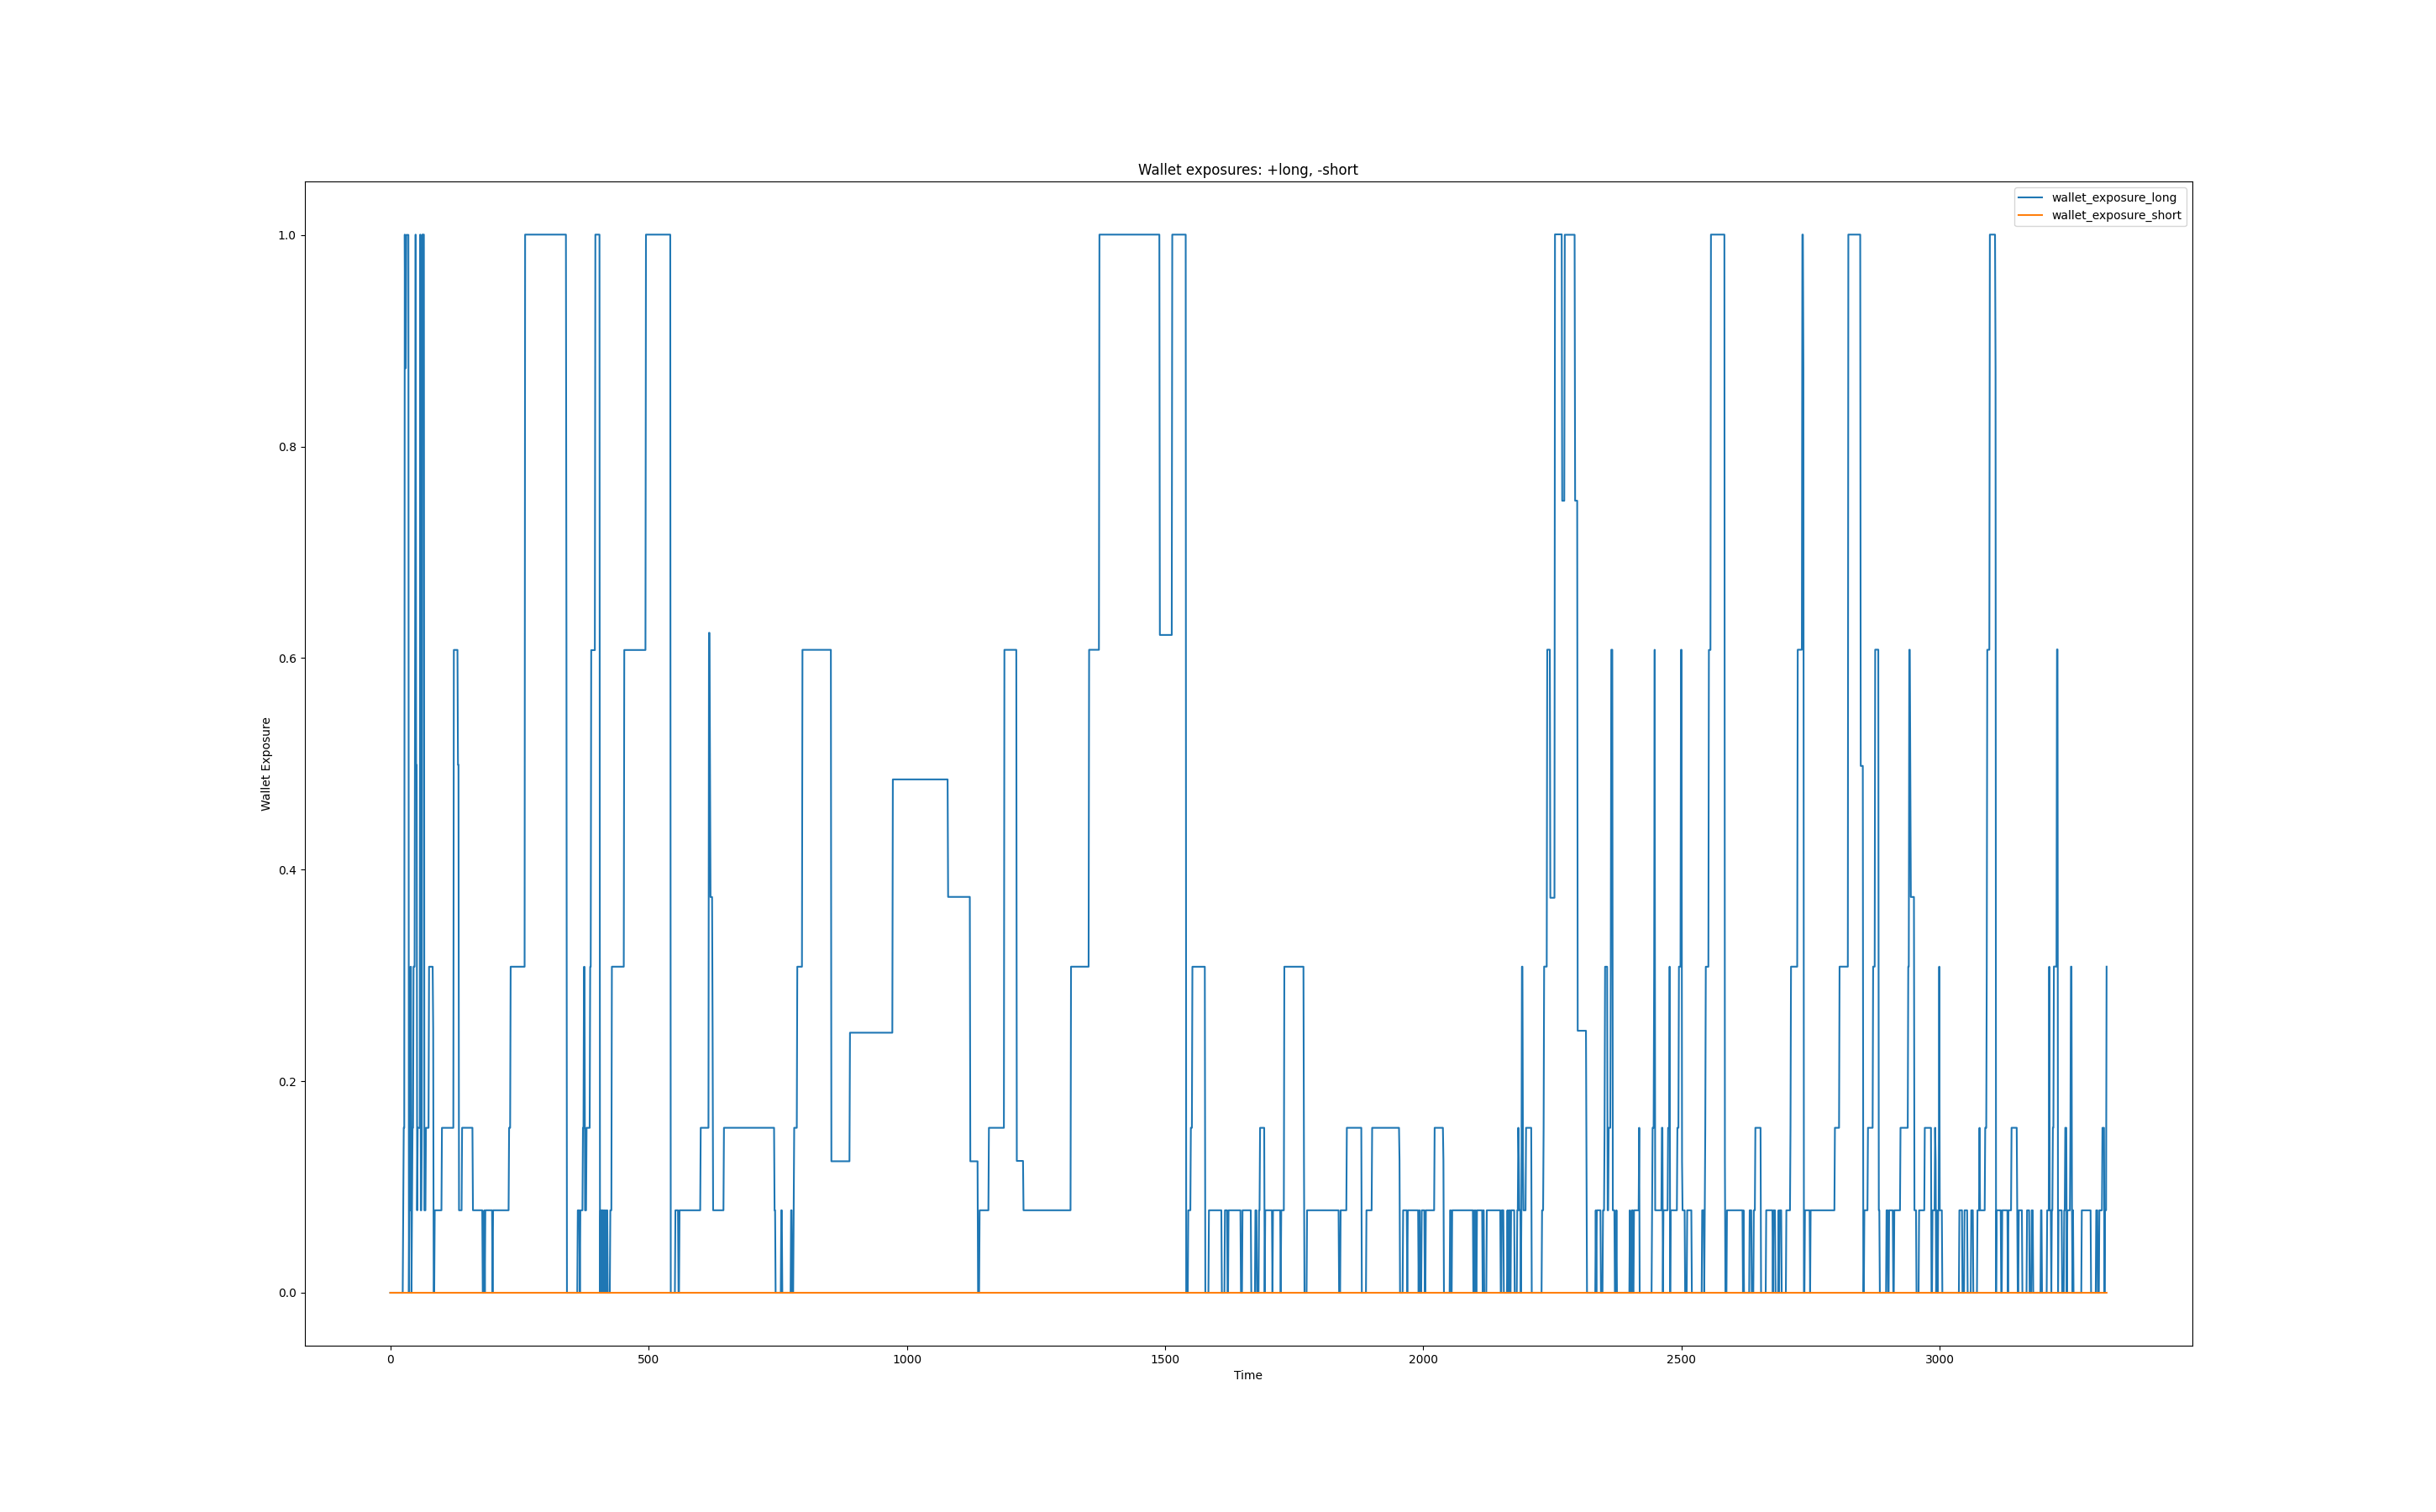 Wallet exposures: +long, -short
wallet_exposure_long
wallet_exposure_short
1.0
0.8
0.6
0.4
0.2
0.0
Wallet Exposure
0 500 1000 1500 2000 2500 3000
Time